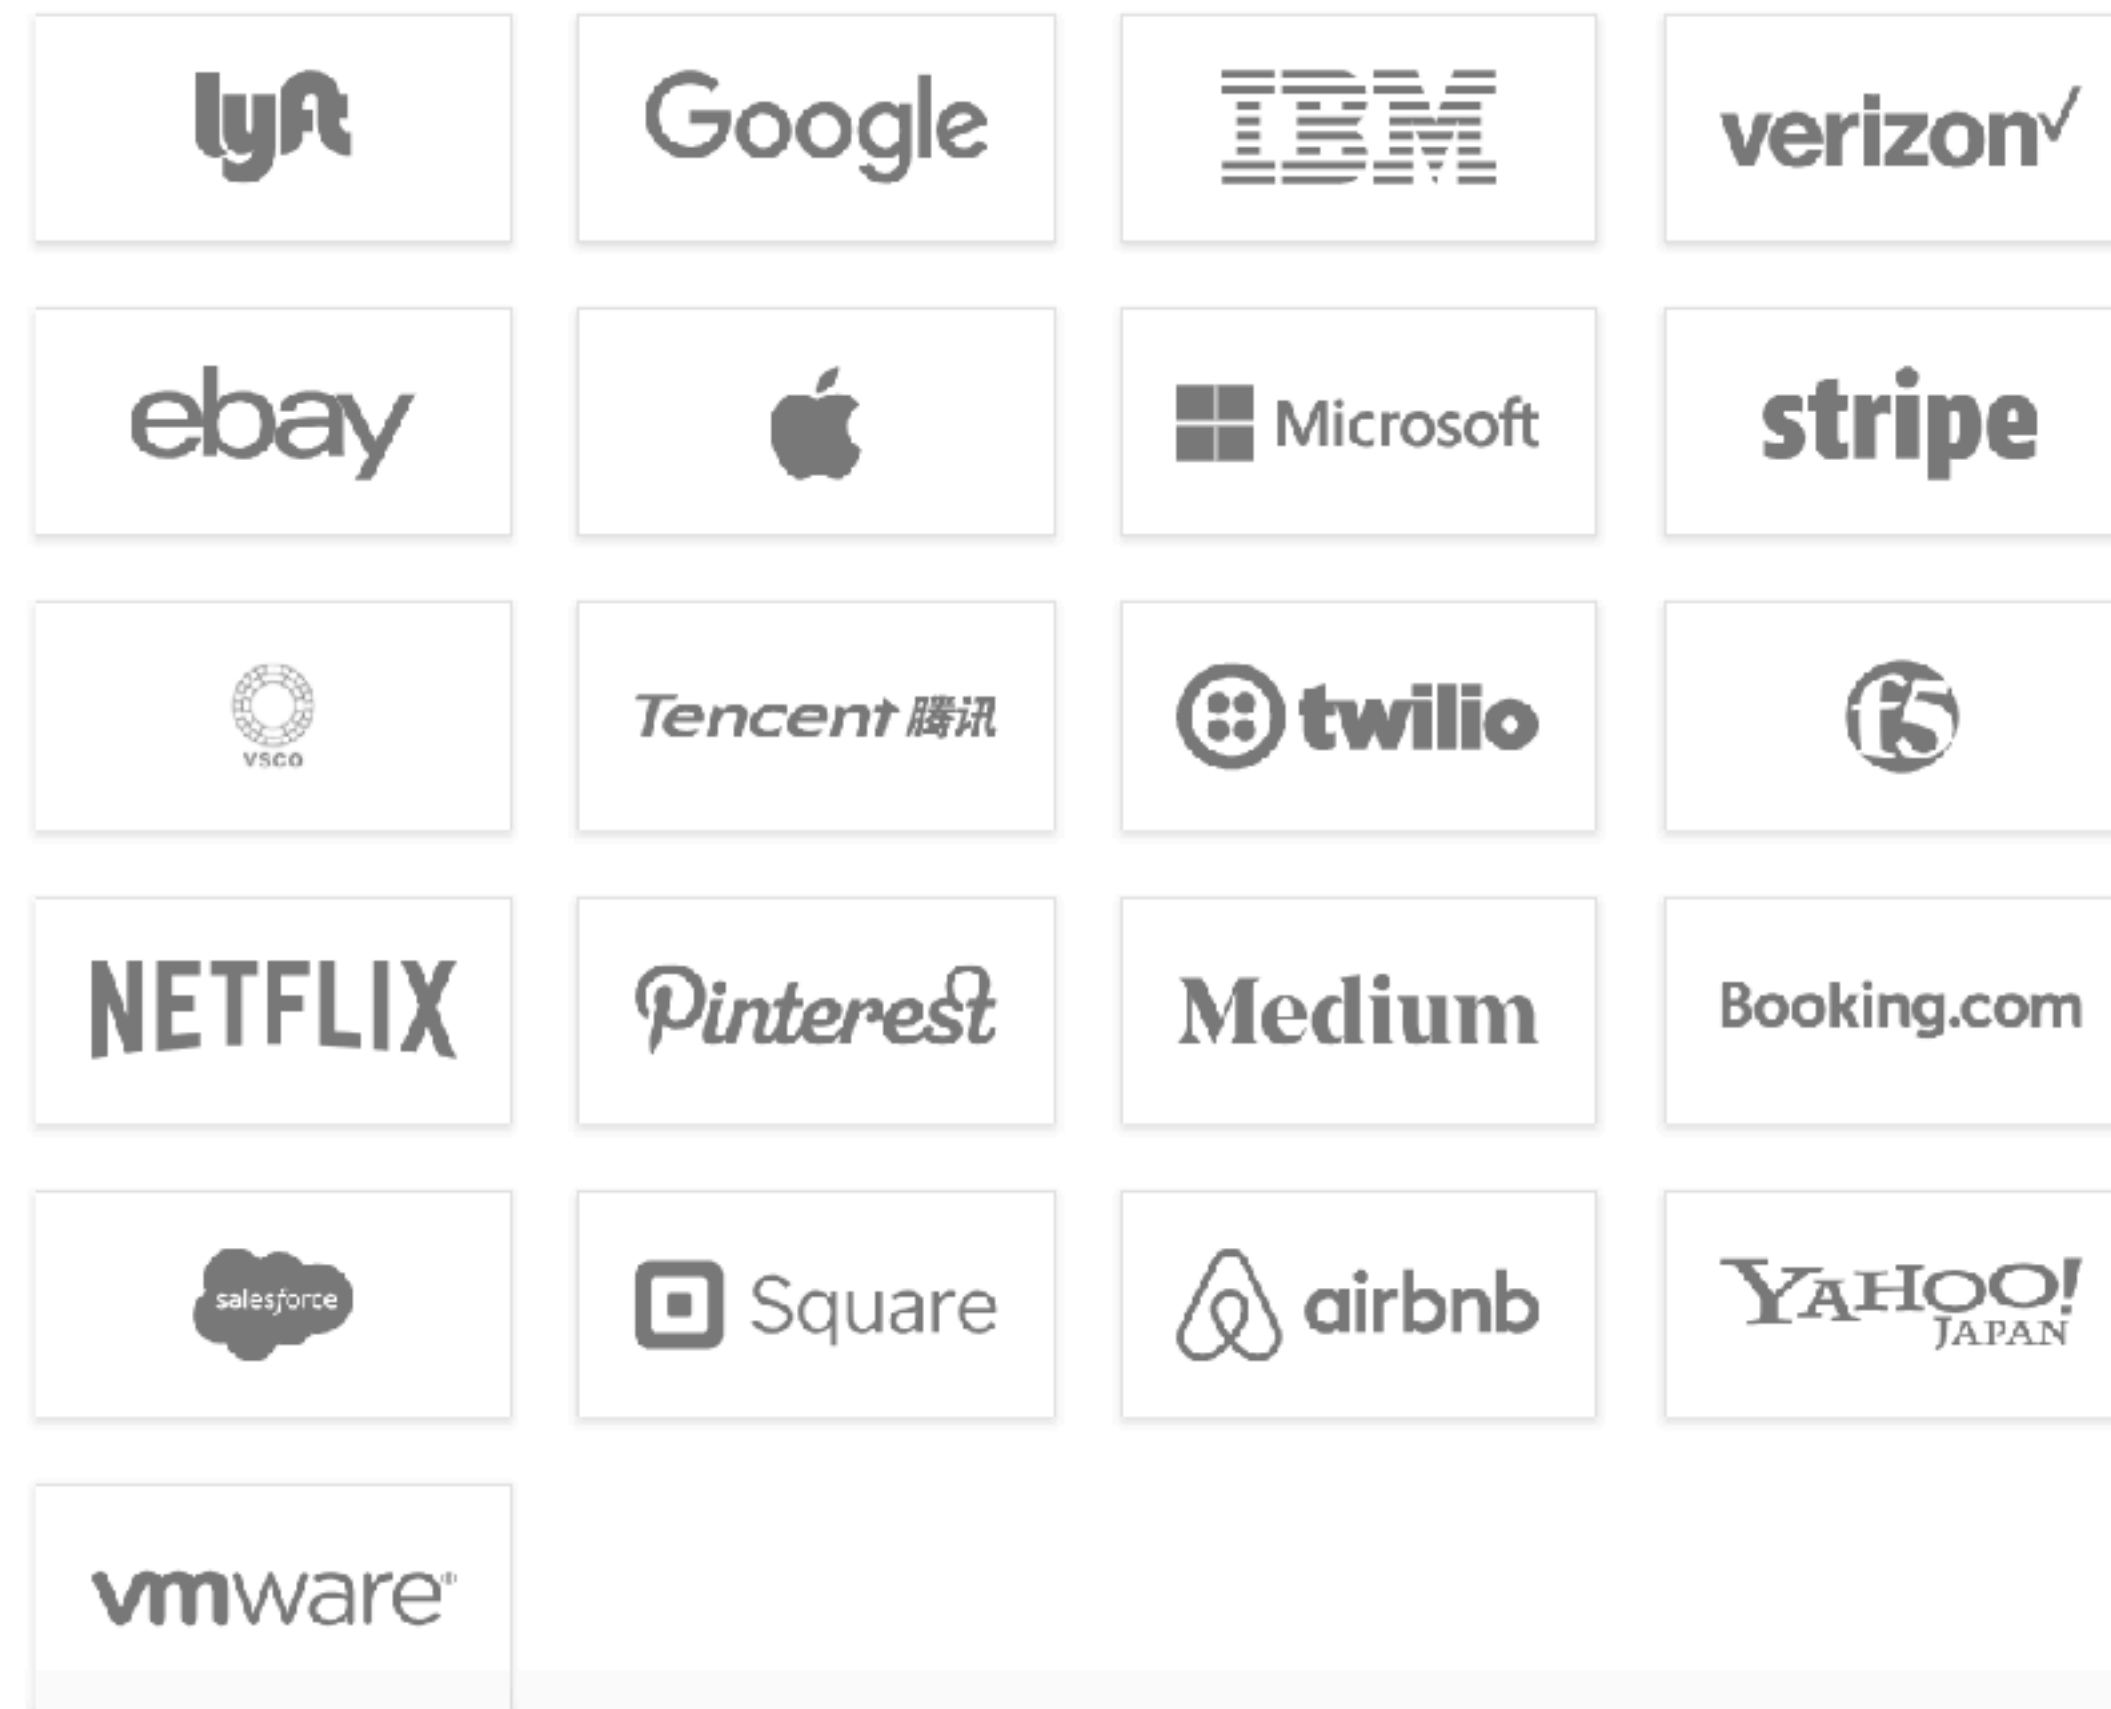 lyft
Google
IBM
verizon
ebay
Microsoft
stripe
VSCO
Tencent 腾讯
twilio
f5
NETFLIX
Pinterest
Medium
Booking.com
salesforce
Square
airbnb
YAHOO!
JAPAN
vmware®